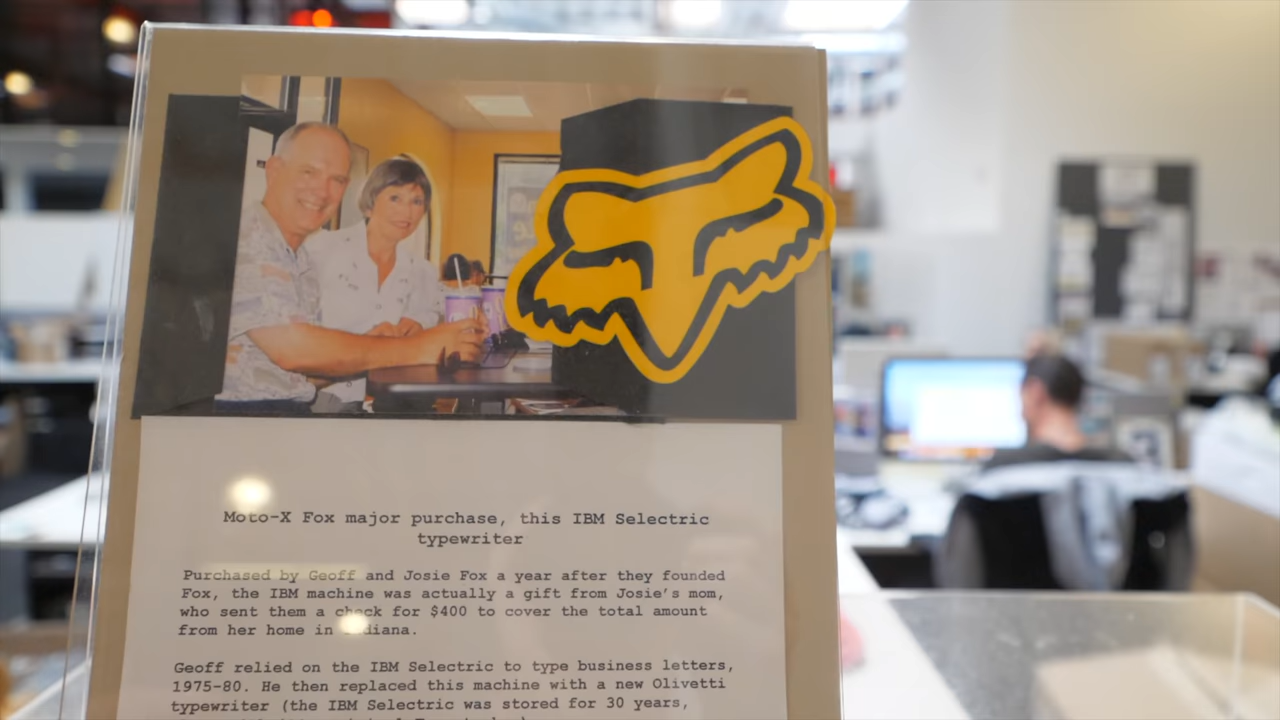 Moto-X Fox major purchase, this IBM Selectric
typewriter
Purchased by Geoff and Josie Fox a year after they founded
Fox, the IBM machine was actually a gift from Josie's mom,
who sent them a check for $400 to cover the total amount
from her home in Indiana.
Geoff relied on the IBM Selectric to type business letters,
1975-80. He then replaced this machine with a new Olivetti
typewriter (the IBM Selectric was stored for 30 years,